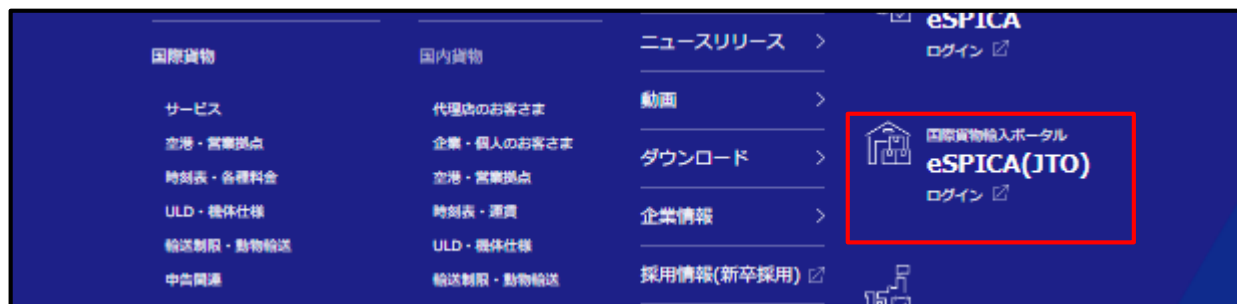 国際貨物
サービス
空港・営業拠点
時刻表・各種料金
ULD・機体仕様
輸送制限・動物輸送
申告関連
国内貨物
代理店のお客さま
企業・個人のお客さま
空港・営業拠点
時刻表・運賃
ULD・機体仕様
輸送制限・動物輸送
ニュースリリース
動画
ダウンロード
企業情報
採用情報(新卒採用)
eSPICA
ログイン
国際貨物輸入ポータル
eSPICA(JTO)
ログイン